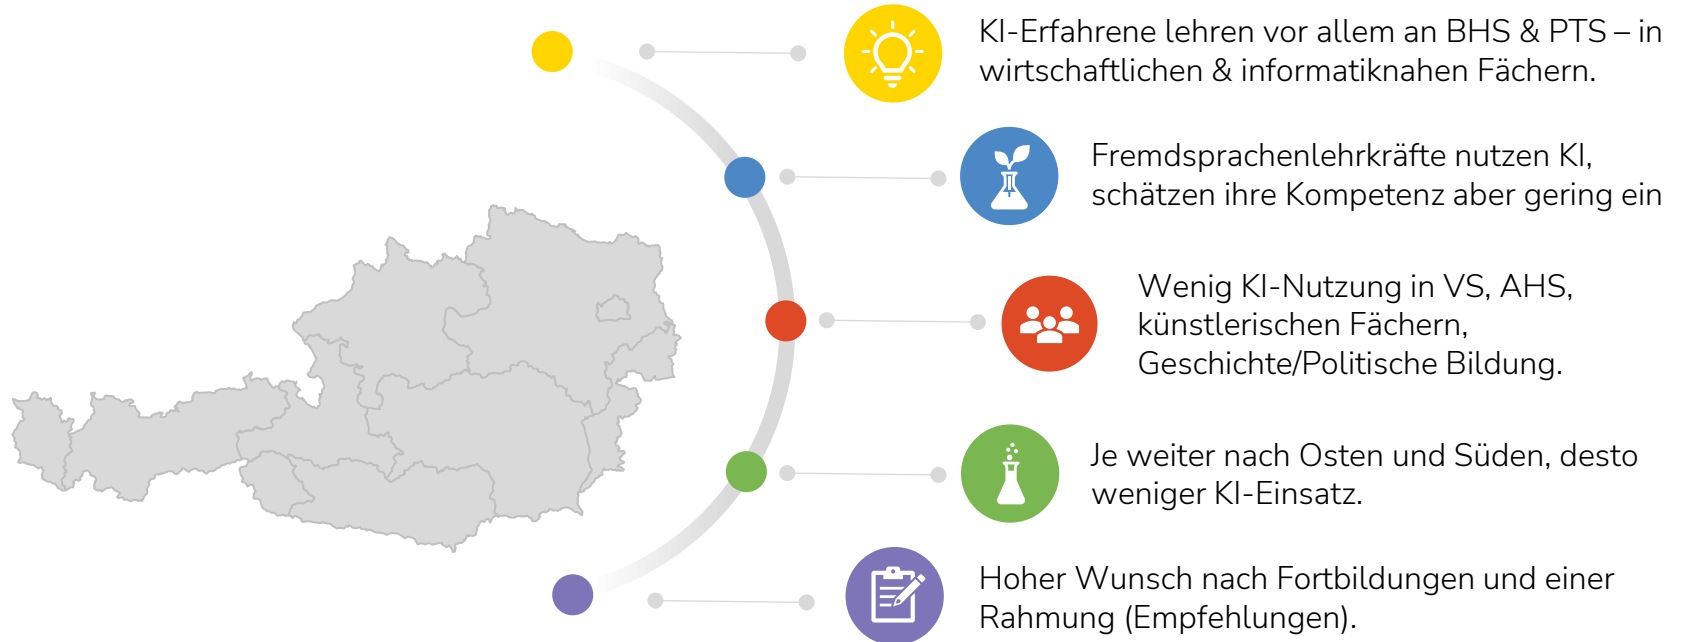 KI-Erfahrene lehren vor allem an BHS & PTS – in
wirtschaftlichen & informatiknahen Fächern.
Fremdsprachenlehrkräfte nutzen KI,
schätzen ihre Kompetenz aber gering ein
Wenig KI-Nutzung in VS, AHS,
künstlerischen Fächern,
Geschichte/Politische Bildung.
Je weiter nach Osten und Süden, desto
weniger KI-Einsatz.
Hoher Wunsch nach Fortbildungen und einer
Rahmung (Empfehlungen).